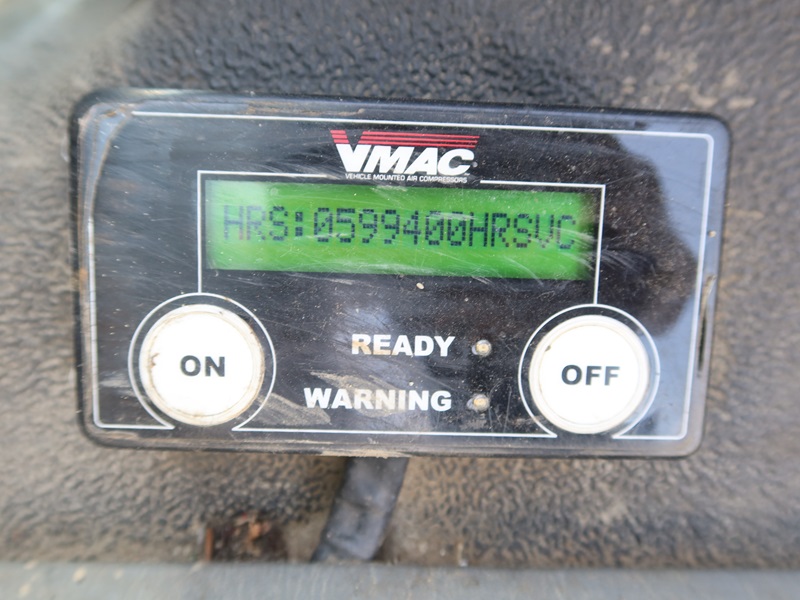 VMAC
VEHICLE MOUNTED AIR COMPRESSORS
HRS:0599400HRSVC
READY
ON
OFF
WARNING